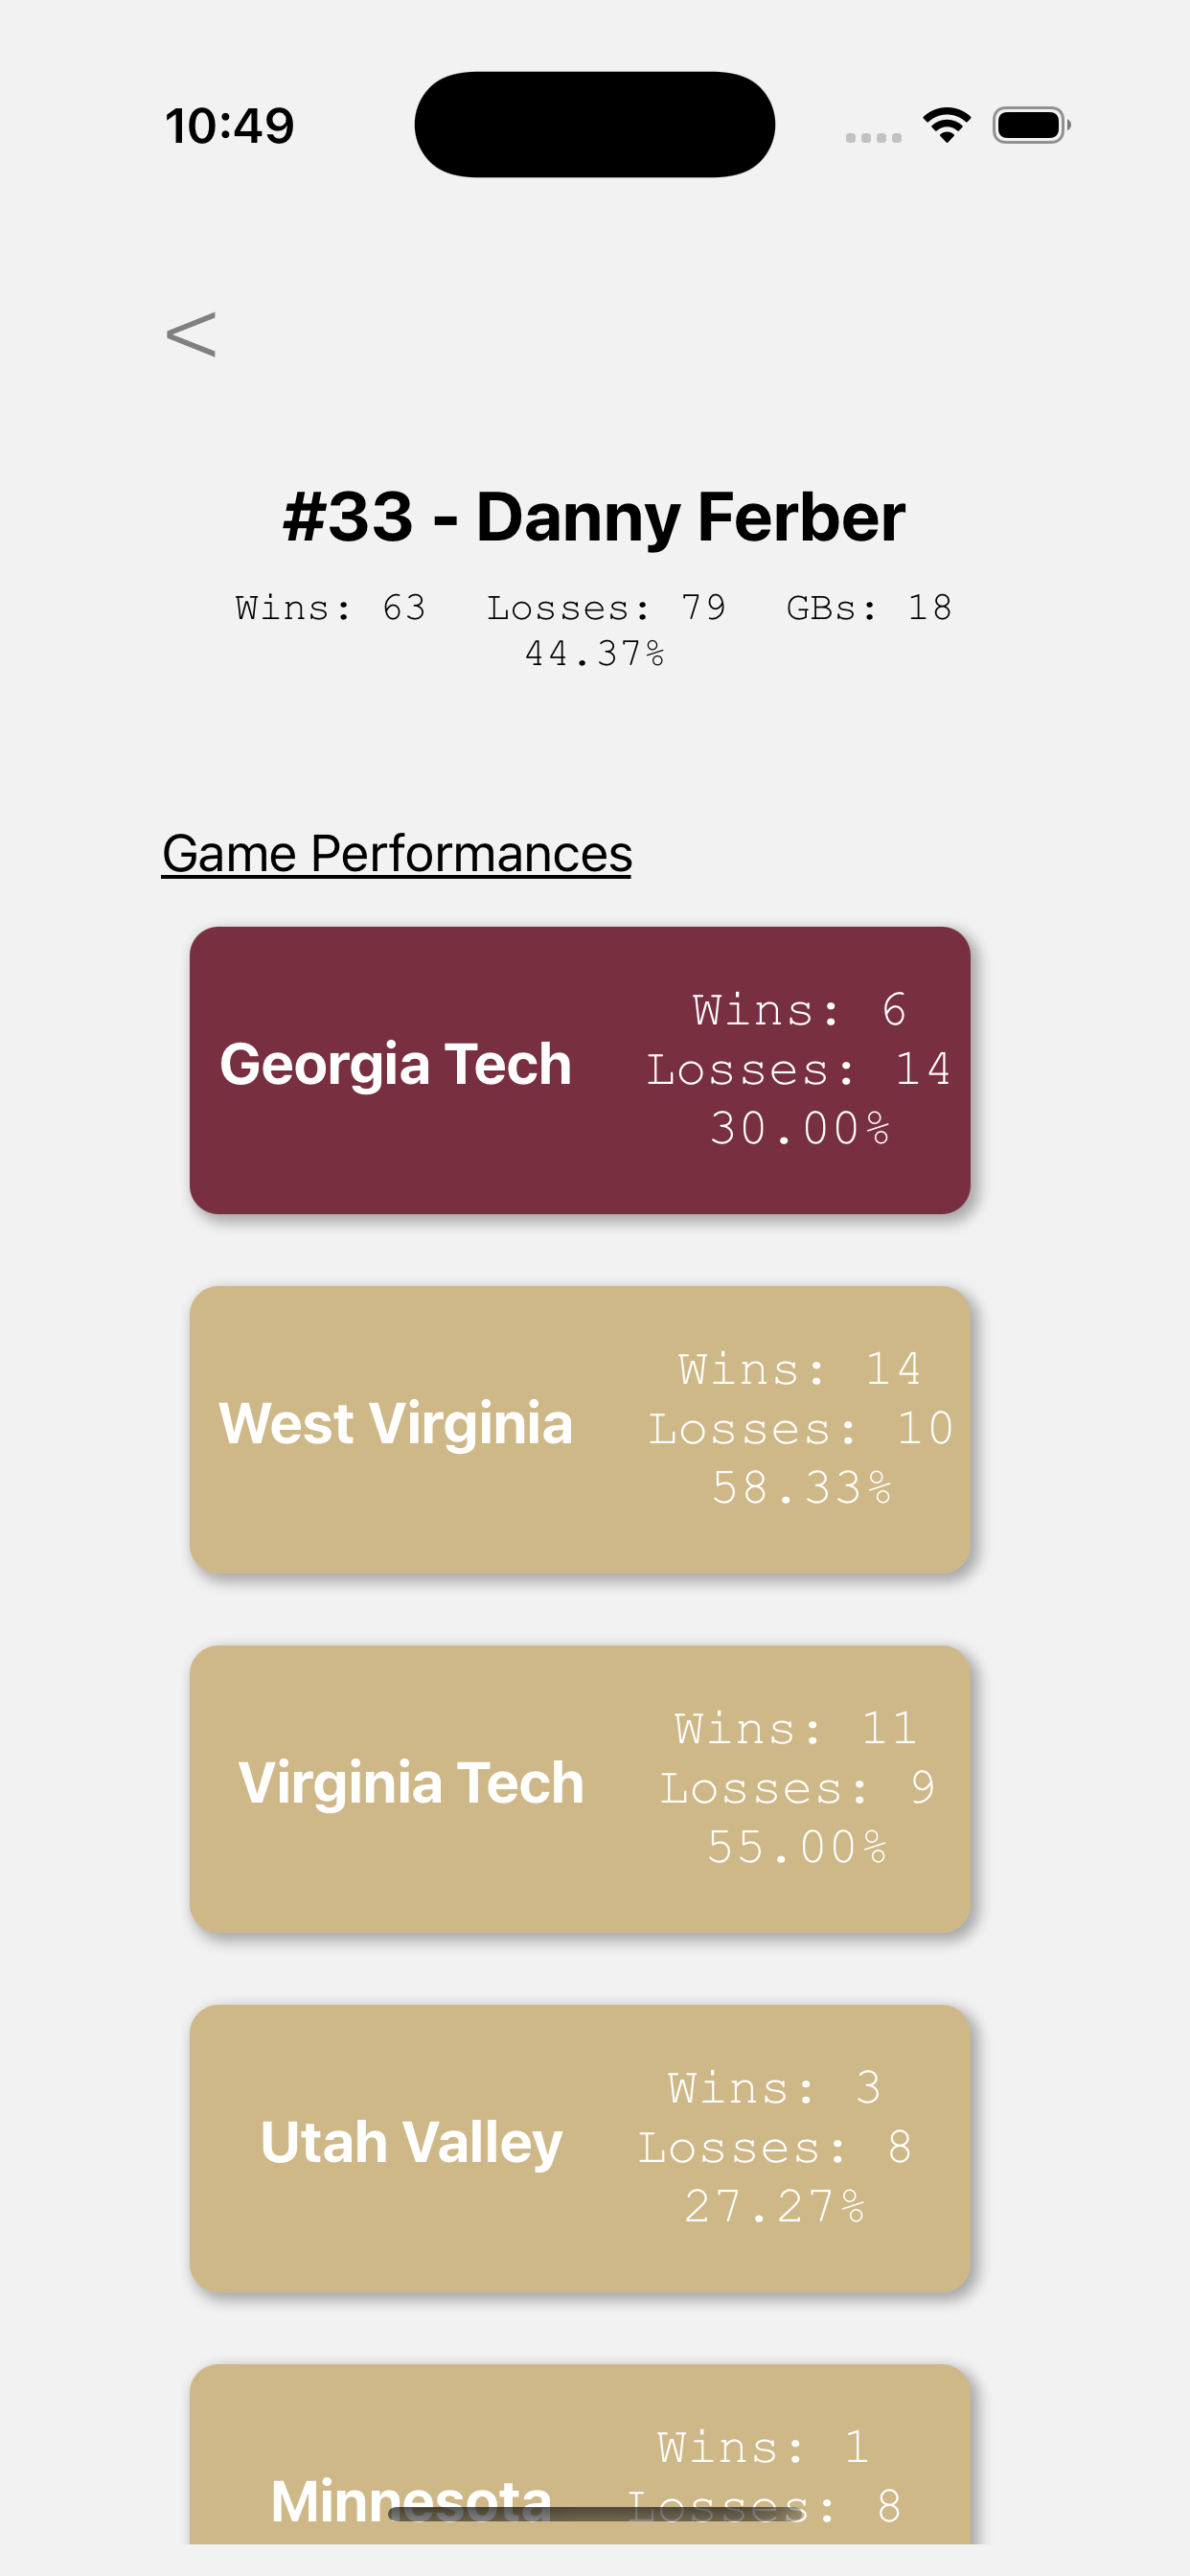 10:49
<
#33 - Danny Ferber
Wins: 63 Losses: 79 GBs: 18
44.37%
Game Performances
Georgia Tech
Wins: 6
Losses: 14
30.00%
West Virginia
Wins: 14
Losses: 10
58.33%
Virginia Tech
Wins: 11
Losses: 9
55.00%
Utah Valley
Wins: 3
Losses: 8
27.27%
Minnesota
Wins: 1
Losses: 8